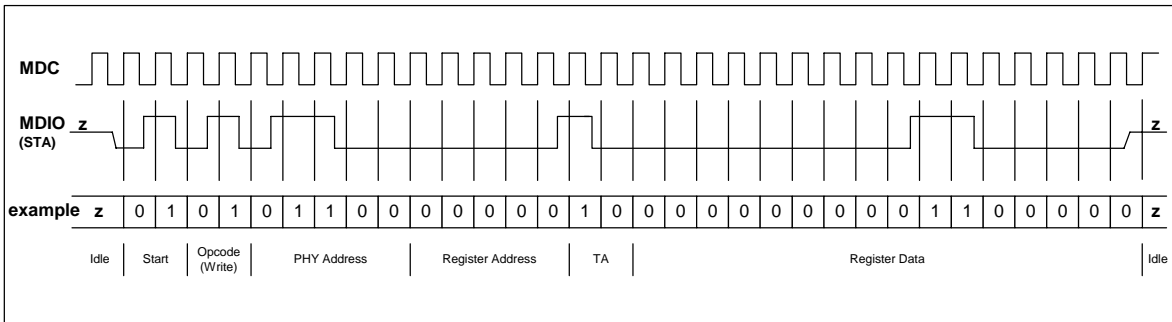 MDC
MDIO z z
(STA)
example z 0 1 0 1 0 1 1 0 0 0 0 0 0 0 1 0 0 0 0 0 0 0 0 0 0 1 1 0 0 0 0 0 z
Idle Start Opcode (Write) PHY Address Register Address TA Register Data Idle